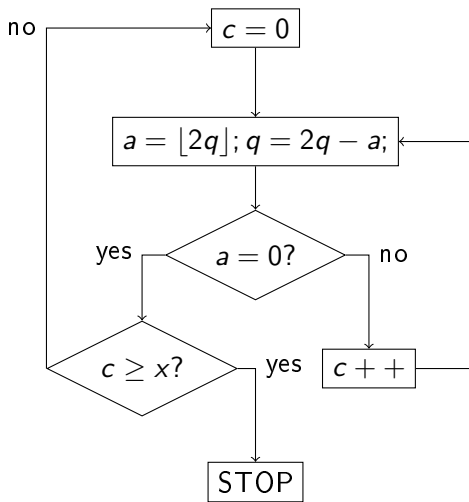 no
c = 0
a = ⌊2q⌋; q = 2q − a;
yes
a = 0?
no
c ≥ x?
yes
c + +
STOP